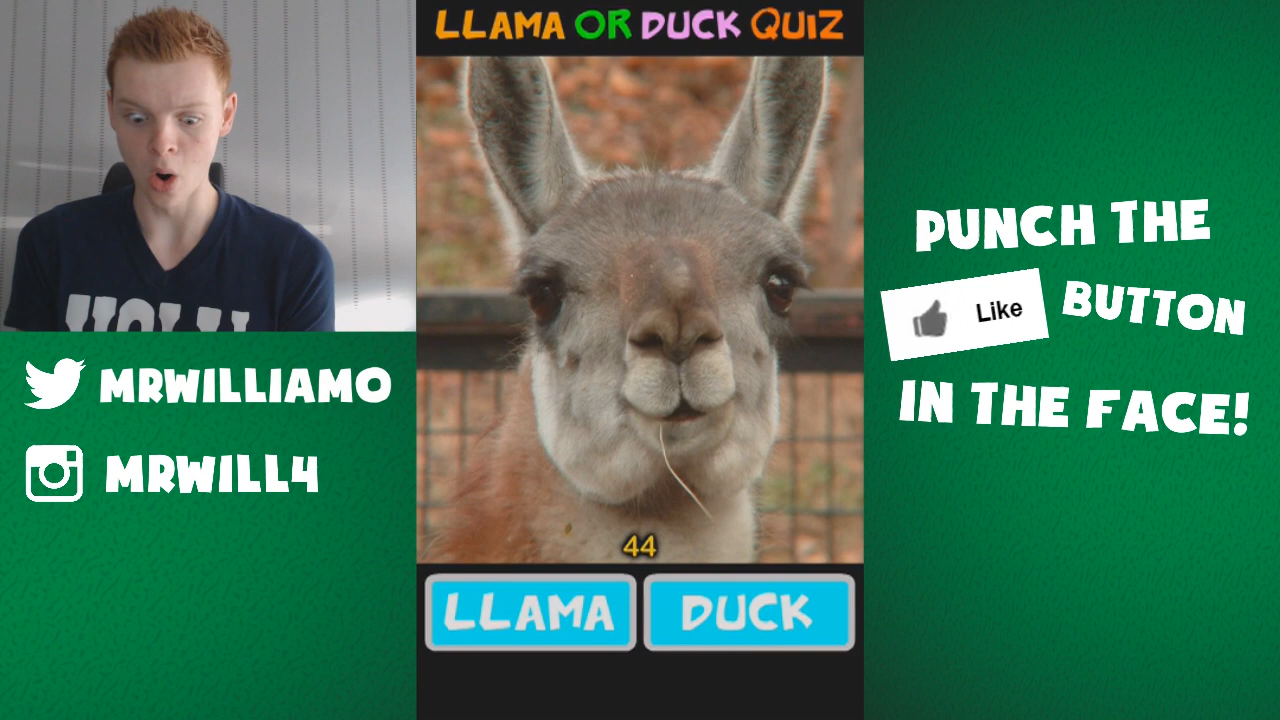 LLAMA OR DUCK QUIZ
MRWILLIAMO
MRWILL4
44
LLAMA
DUCK
PUNCH THE
Like
BUTTON
IN THE FACE!